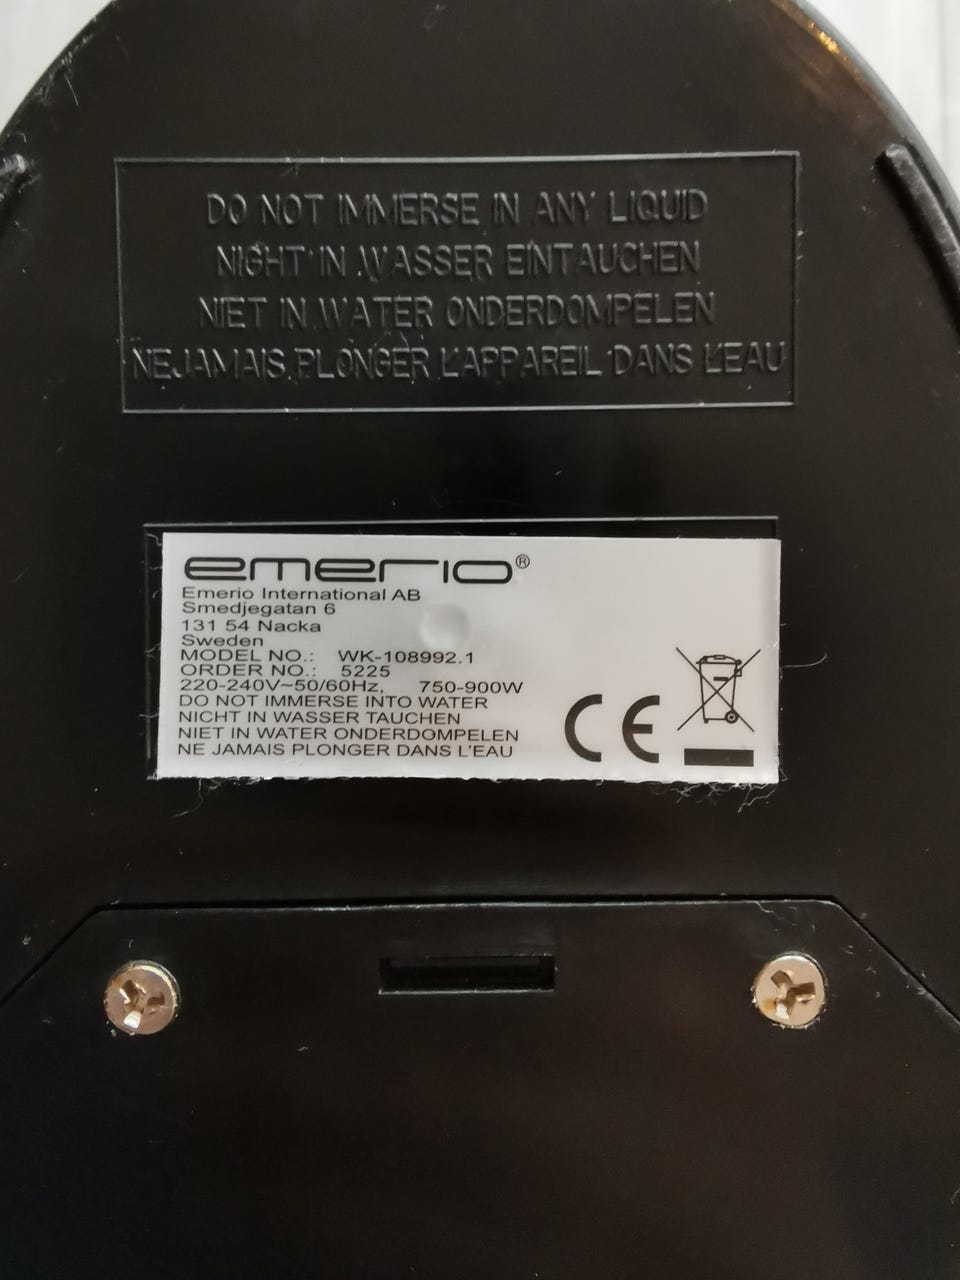 DO NOT IMMERSE IN ANY LIQUID
NIGHT IN WASSER EINTAUCHEN
NIET IN WATER ONDERDOMPELEN
NE JAMAIS PLONGER L'APPAREIL DANS L'EAU
emerio®
Emerio International AB
Smedjegatan 6
131 54 Nacka
Sweden
MODEL NO.: WK-108992.1
ORDER NO.: 5225
220-240V~50/60Hz, 750-900W
DO NOT IMMERSE INTO WATER
NICHT IN WASSER TAUCHEN
NIET IN WATER ONDERDOMPELEN
NE JAMAIS PLONGER DANS L'EAU
CE